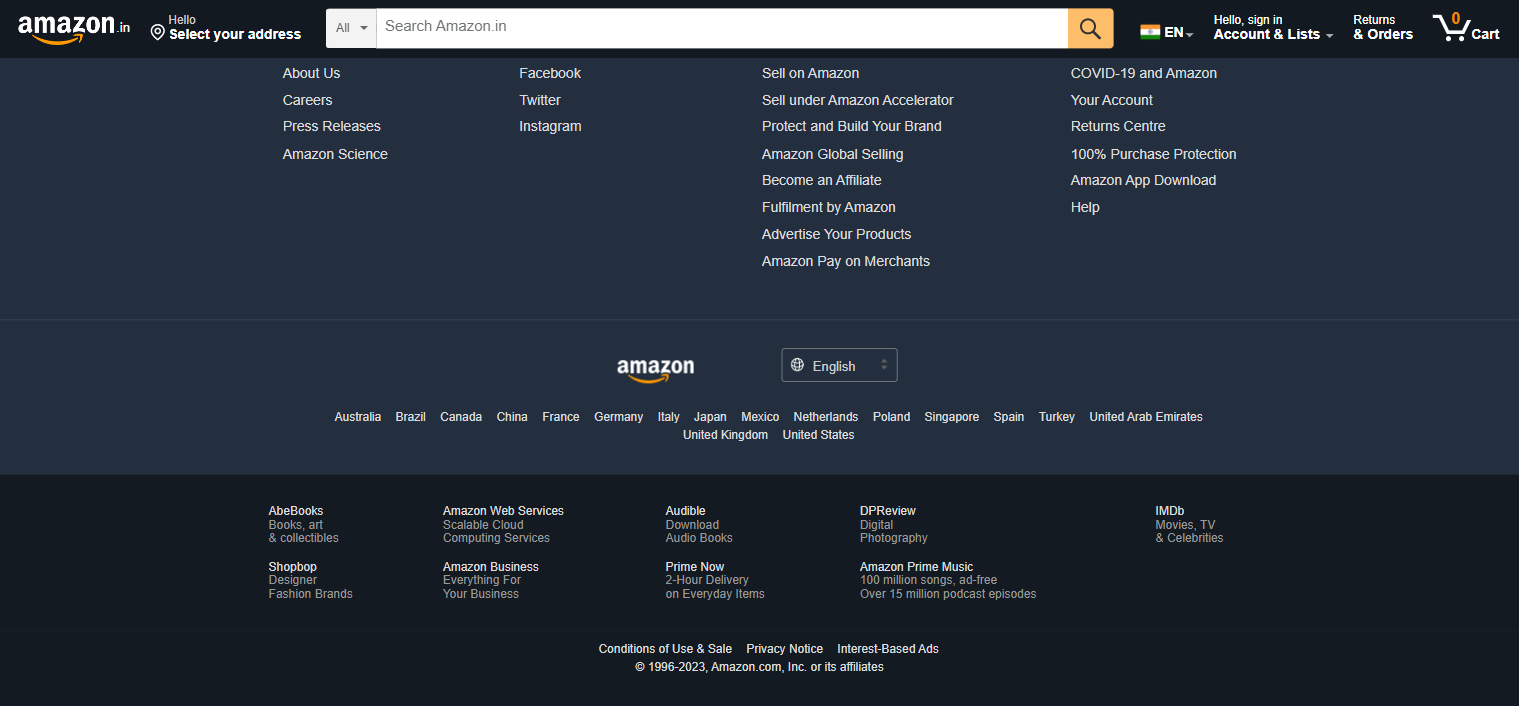 amazon.in
Hello
Select your address
All
Search Amazon.in
EN
Hello, sign in
Account & Lists
Returns
& Orders
0
Cart
About Us
Careers
Press Releases
Amazon Science
Facebook
Twitter
Instagram
Sell on Amazon
Sell under Amazon Accelerator
Protect and Build Your Brand
Amazon Global Selling
Become an Affiliate
Fulfilment by Amazon
Advertise Your Products
Amazon Pay on Merchants
COVID-19 and Amazon
Your Account
Returns Centre
100% Purchase Protection
Amazon App Download
Help
amazon
English
Australia Brazil Canada China France Germany Italy Japan Mexico Netherlands Poland Singapore Spain Turkey United Arab Emirates
United Kingdom United States
AbeBooks
Books, art
& collectibles
Amazon Web Services
Scalable Cloud
Computing Services
Audible
Download
Audio Books
DPReview
Digital
Photography
IMDb
Movies, TV
& Celebrities
Shopbop
Designer
Fashion Brands
Amazon Business
Everything For
Your Business
Prime Now
2-Hour Delivery
on Everyday Items
Amazon Prime Music
100 million songs, ad-free
Over 15 million podcast episodes
Conditions of Use & Sale Privacy Notice Interest-Based Ads
© 1996-2023, Amazon.com, Inc. or its affiliates